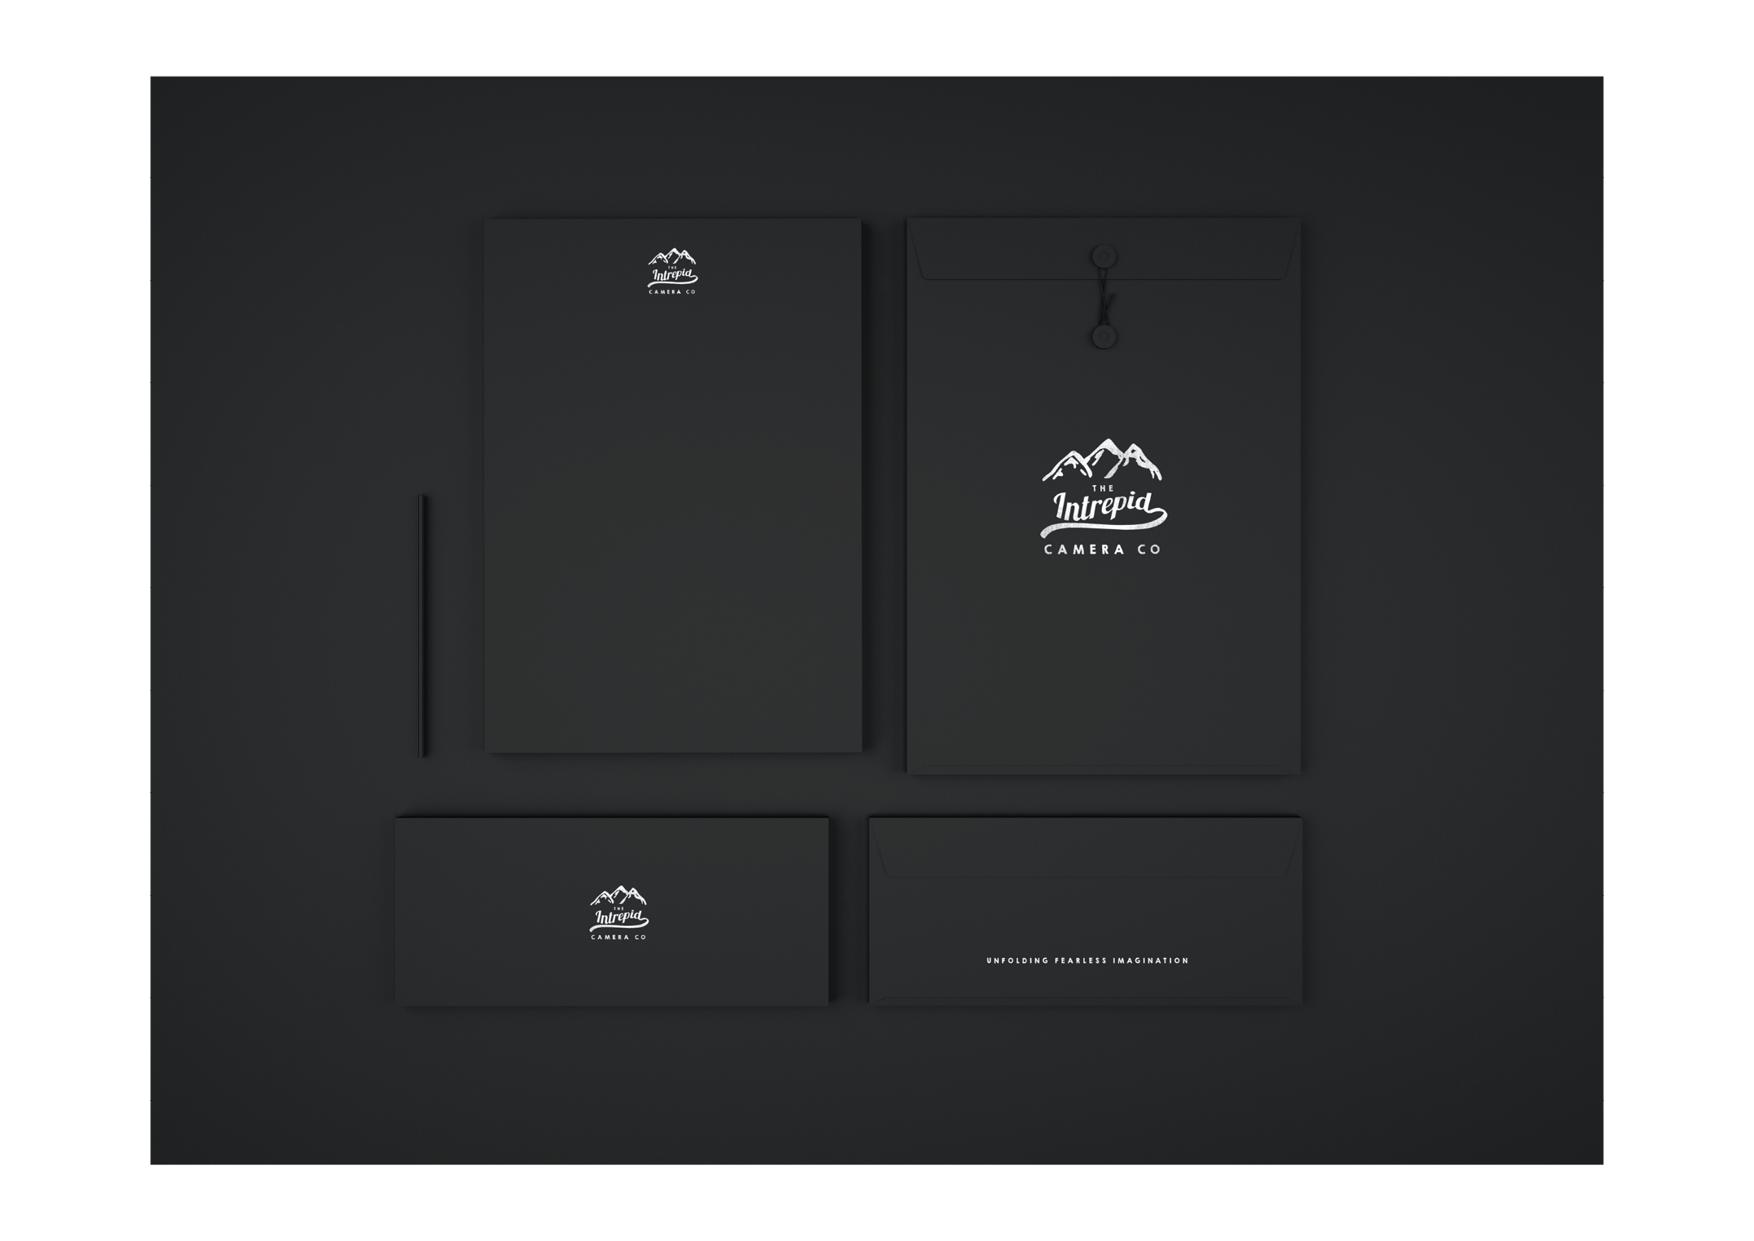 THE
Intrepid
CAMERA CO
THE
Intrepid
CAMERA CO
THE
Intrepid
CAMERA CO
UNFOLDING FEARLESS IMAGINATION